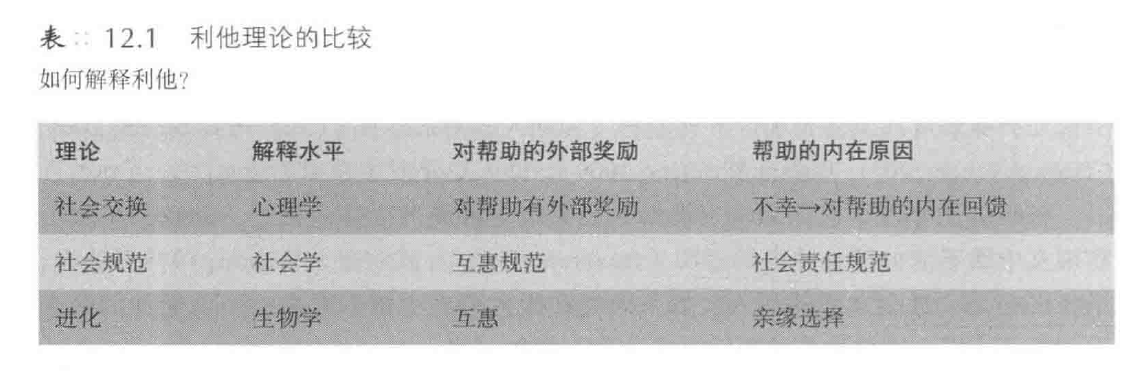 表:: 12.1 利他理论的比较
如何解释利他?
理论 解释水平 对帮助的外部奖励 帮助的内在原因
社会交换 心理学 对帮助有外部奖励 不幸→对帮助的内在回馈
社会规范 社会学 互惠规范 社会责任规范
进化 生物学 互惠 亲缘选择